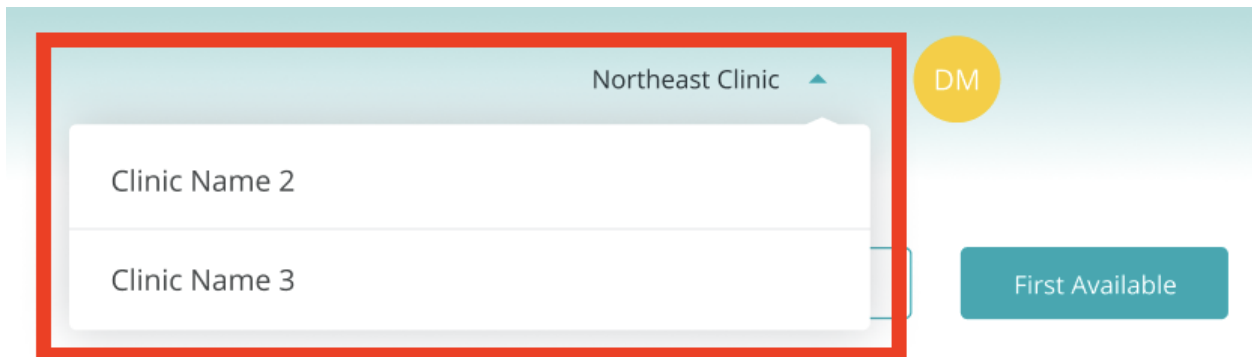 Northeast Clinic
DM
Clinic Name 2
Clinic Name 3
First Available